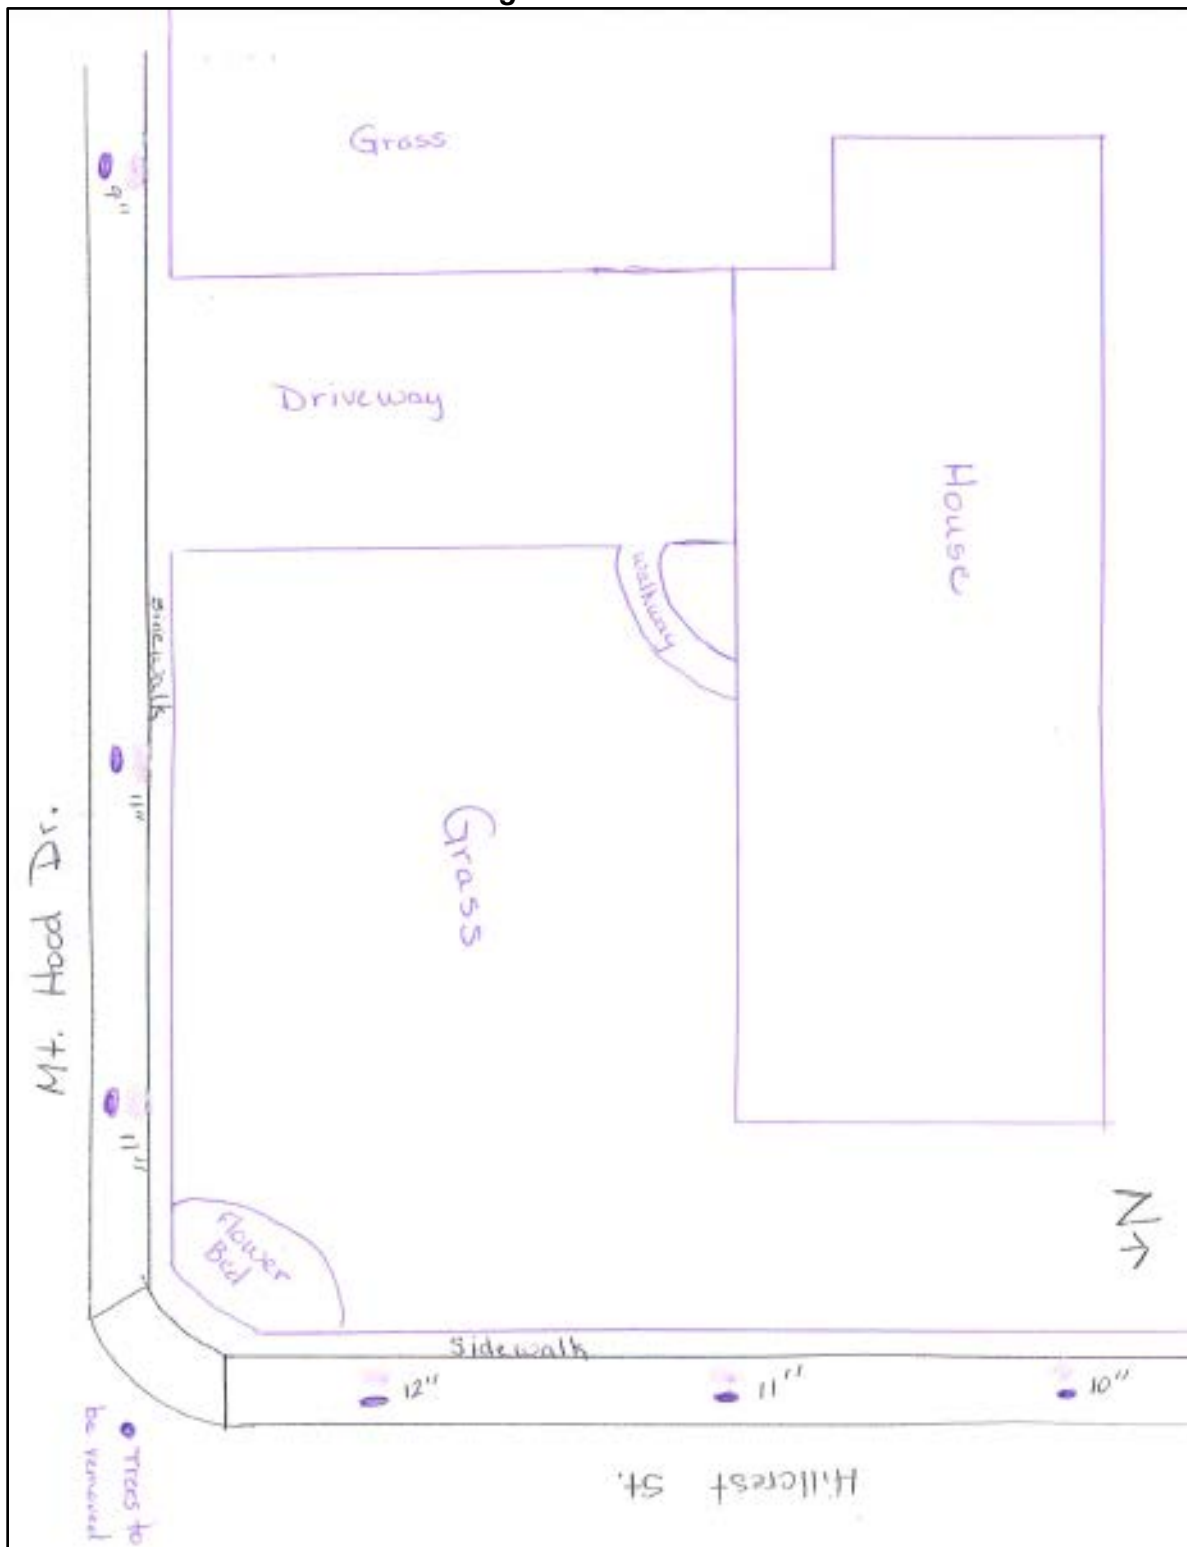 Grass
9"
Driveway
House
walkway
sidewalk
11"
Grass
Mt. Hood Dr.
11"
N
Flower
Bed
Sidewalk
12"
11"
10"
Hillcrest St.
Trees to
be removed